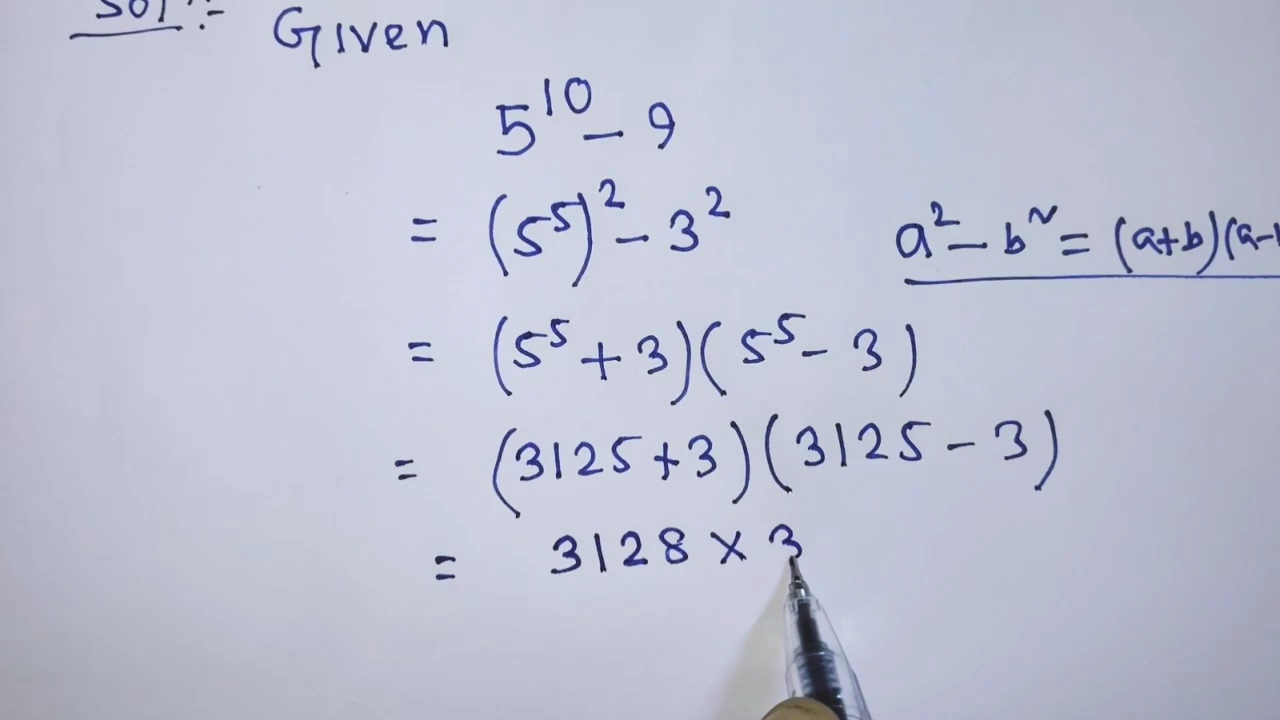 Soln:- Given
5^10 - 9
= (5^5)^2 - 3^2
a^2 - b^2 = (a+b)(a-
= (5^5 + 3)(5^5 - 3)
= (3125+3)(3125-3)
= 3128 × 3